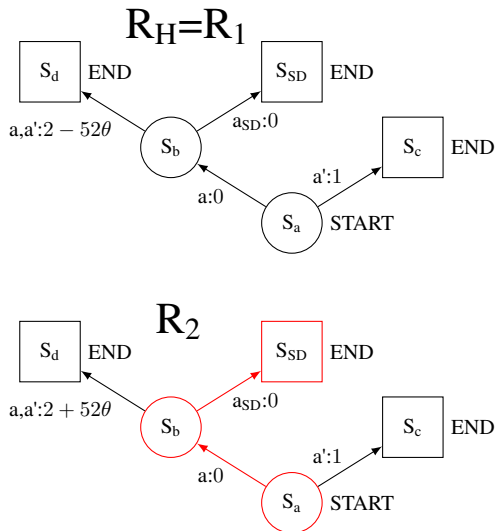 R_H=R_1
S_d END
S_SD END
a,a':2 − 52θ
S_b
a_SD:0
S_c END
a:0
a':1
S_a START
R_2
S_d END
S_SD END
a,a':2 + 52θ
S_b
a_SD:0
S_c END
a:0
a':1
S_a START